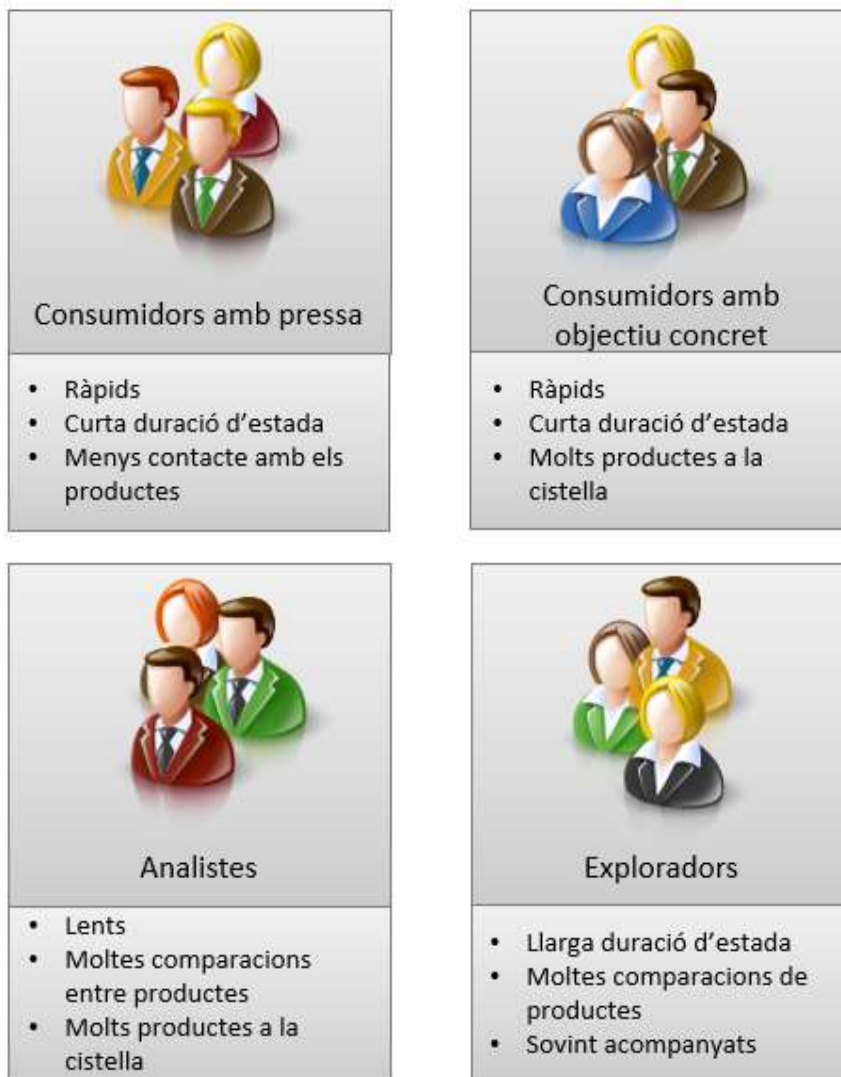 Consumidors amb pressa
• Ràpids
• Curta duració d'estada
• Menys contacte amb els
productes
Consumidors amb
objectiu concret
• Ràpids
• Curta duració d'estada
• Molts productes a la
cistella
Analistes
• Lents
• Moltes comparacions
entre productes
• Molts productes a la
cistella
Exploradors
• Llarga duració d'estada
• Moltes comparacions de
productes
• Sovint acompanyats